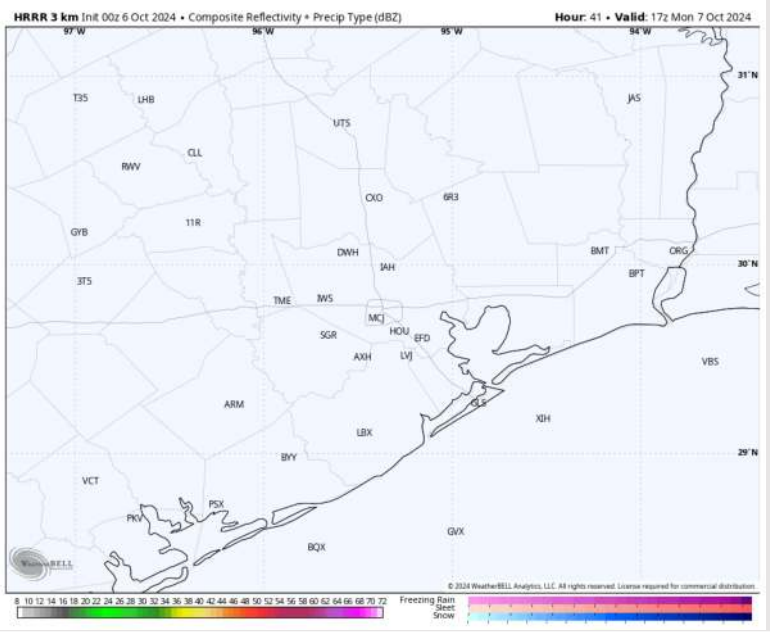 HRRR 3 km Init 00z 6 Oct 2024 • Composite Reflectivity + Precip Type (dBZ) Hour: 41 • Valid: 17z Mon 7 Oct 2024
97°W 96°W 95°W 94°W
31°N
T35 LHB JAS
UTS
CLL
RWV
CXO 6R3
11R
GYB
DWH BMT ORG
IAH 30°N
3T5 BPT
TME IWS
MCJ
SGR HOU EFD
AXH LVJ VBS
ARM GLS
LBX XIH
BYY 29°N
VCT
PKV PSX
BQX GVX
WEATHERBELL
© 2024 WeatherBELL Analytics, LLC. All rights reserved. License required for commercial distribution.
8 10 12 14 16 18 20 22 24 26 28 30 32 34 36 38 40 42 44 46 48 50 52 54 56 58 60 62 64 66 68 70 72
Freezing Rain
Sleet
Snow